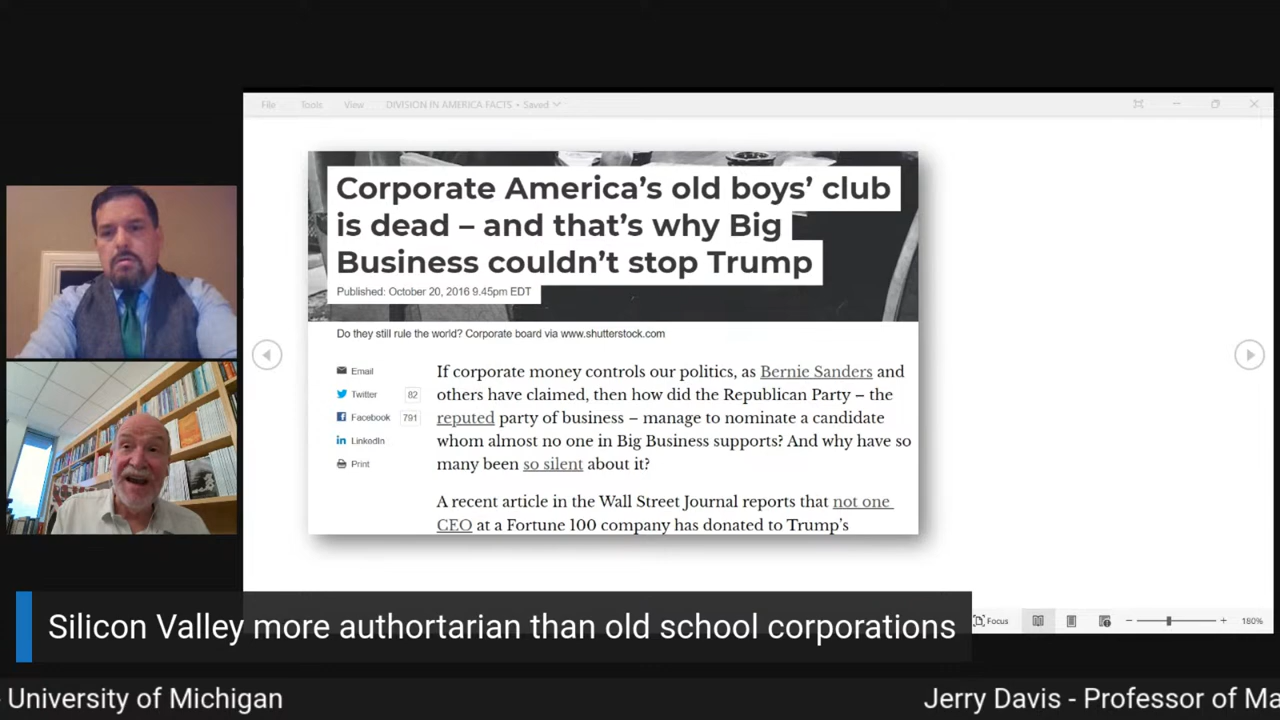 File Tools View DIVISION IN AMERICA FACTS • Saved
Corporate America's old boys' club
is dead – and that's why Big
Business couldn't stop Trump
Published: October 20, 2016 9.45pm EDT
Do they still rule the world? Corporate board via www.shutterstock.com
Email
Twitter 82
Facebook 791
LinkedIn
Print
If corporate money controls our politics, as Bernie Sanders and
others have claimed, then how did the Republican Party – the
reputed party of business – manage to nominate a candidate
whom almost no one in Big Business supports? And why have so
many been so silent about it?
A recent article in the Wall Street Journal reports that not one
CEO at a Fortune 100 company has donated to Trump's
Focus
180%
Silicon Valley more authortarian than old school corporations
University of Michigan
Jerry Davis - Professor of Ma